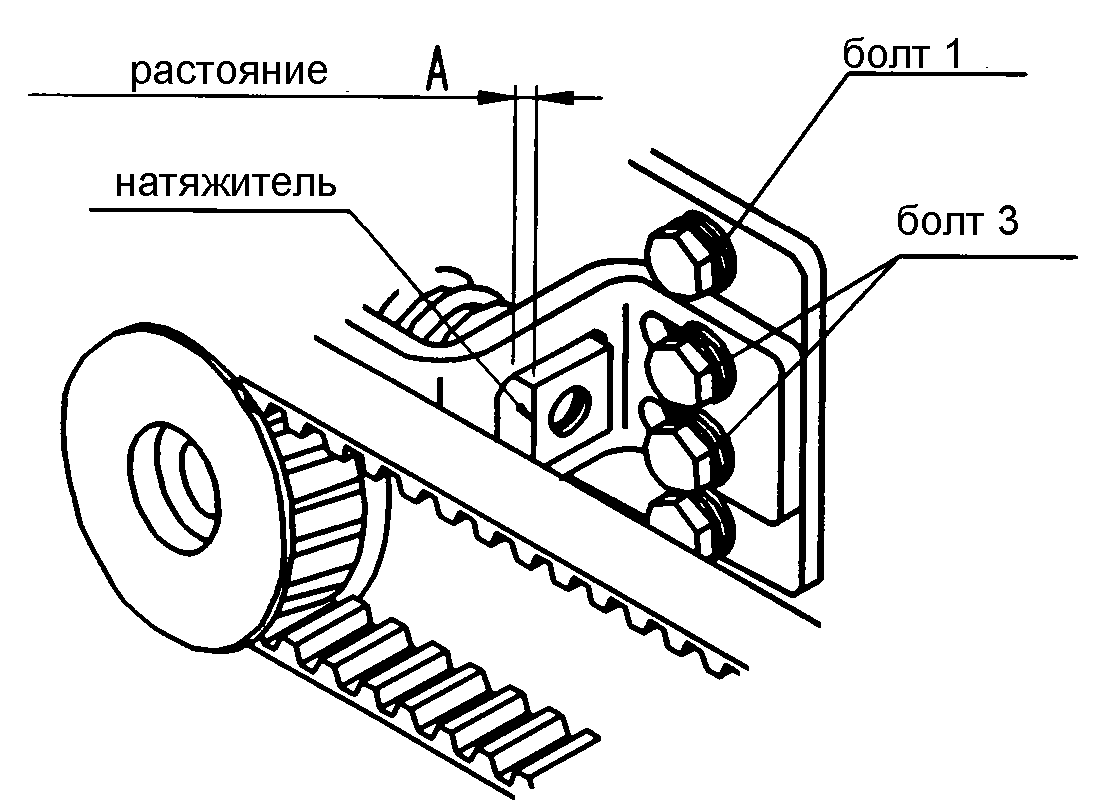 растояние A
болт 1
натяжитель
болт 3